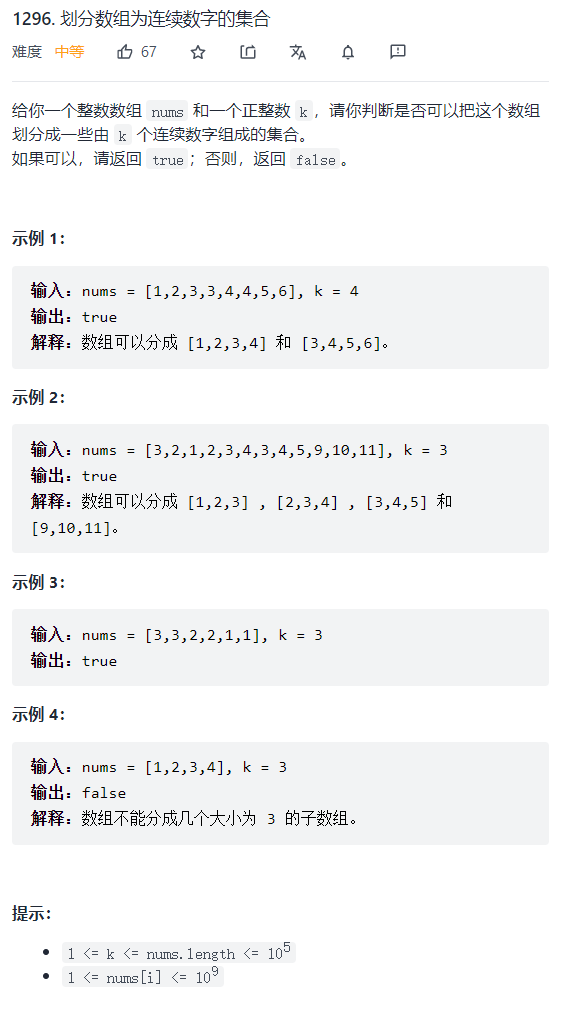 1296. 划分数组为连续数字的集合
难度 中等 67
给你一个整数数组 nums 和一个正整数 k，请你判断是否可以把这个数组
划分成一些由 k 个连续数字组成的集合。
如果可以，请返回 true；否则，返回 false。
示例 1：
输入：nums = [1,2,3,3,4,4,5,6], k = 4
输出：true
解释：数组可以分成 [1,2,3,4] 和 [3,4,5,6]。
示例 2：
输入：nums = [3,2,1,2,3,4,3,4,5,9,10,11], k = 3
输出：true
解释：数组可以分成 [1,2,3] , [2,3,4] , [3,4,5] 和
[9,10,11]。
示例 3：
输入：nums = [3,3,2,2,1,1], k = 3
输出：true
示例 4：
输入：nums = [1,2,3,4], k = 3
输出：false
解释：数组不能分成几个大小为 3 的子数组。
提示：
1 <= k <= nums.length <= 10^5
1 <= nums[i] <= 10^9